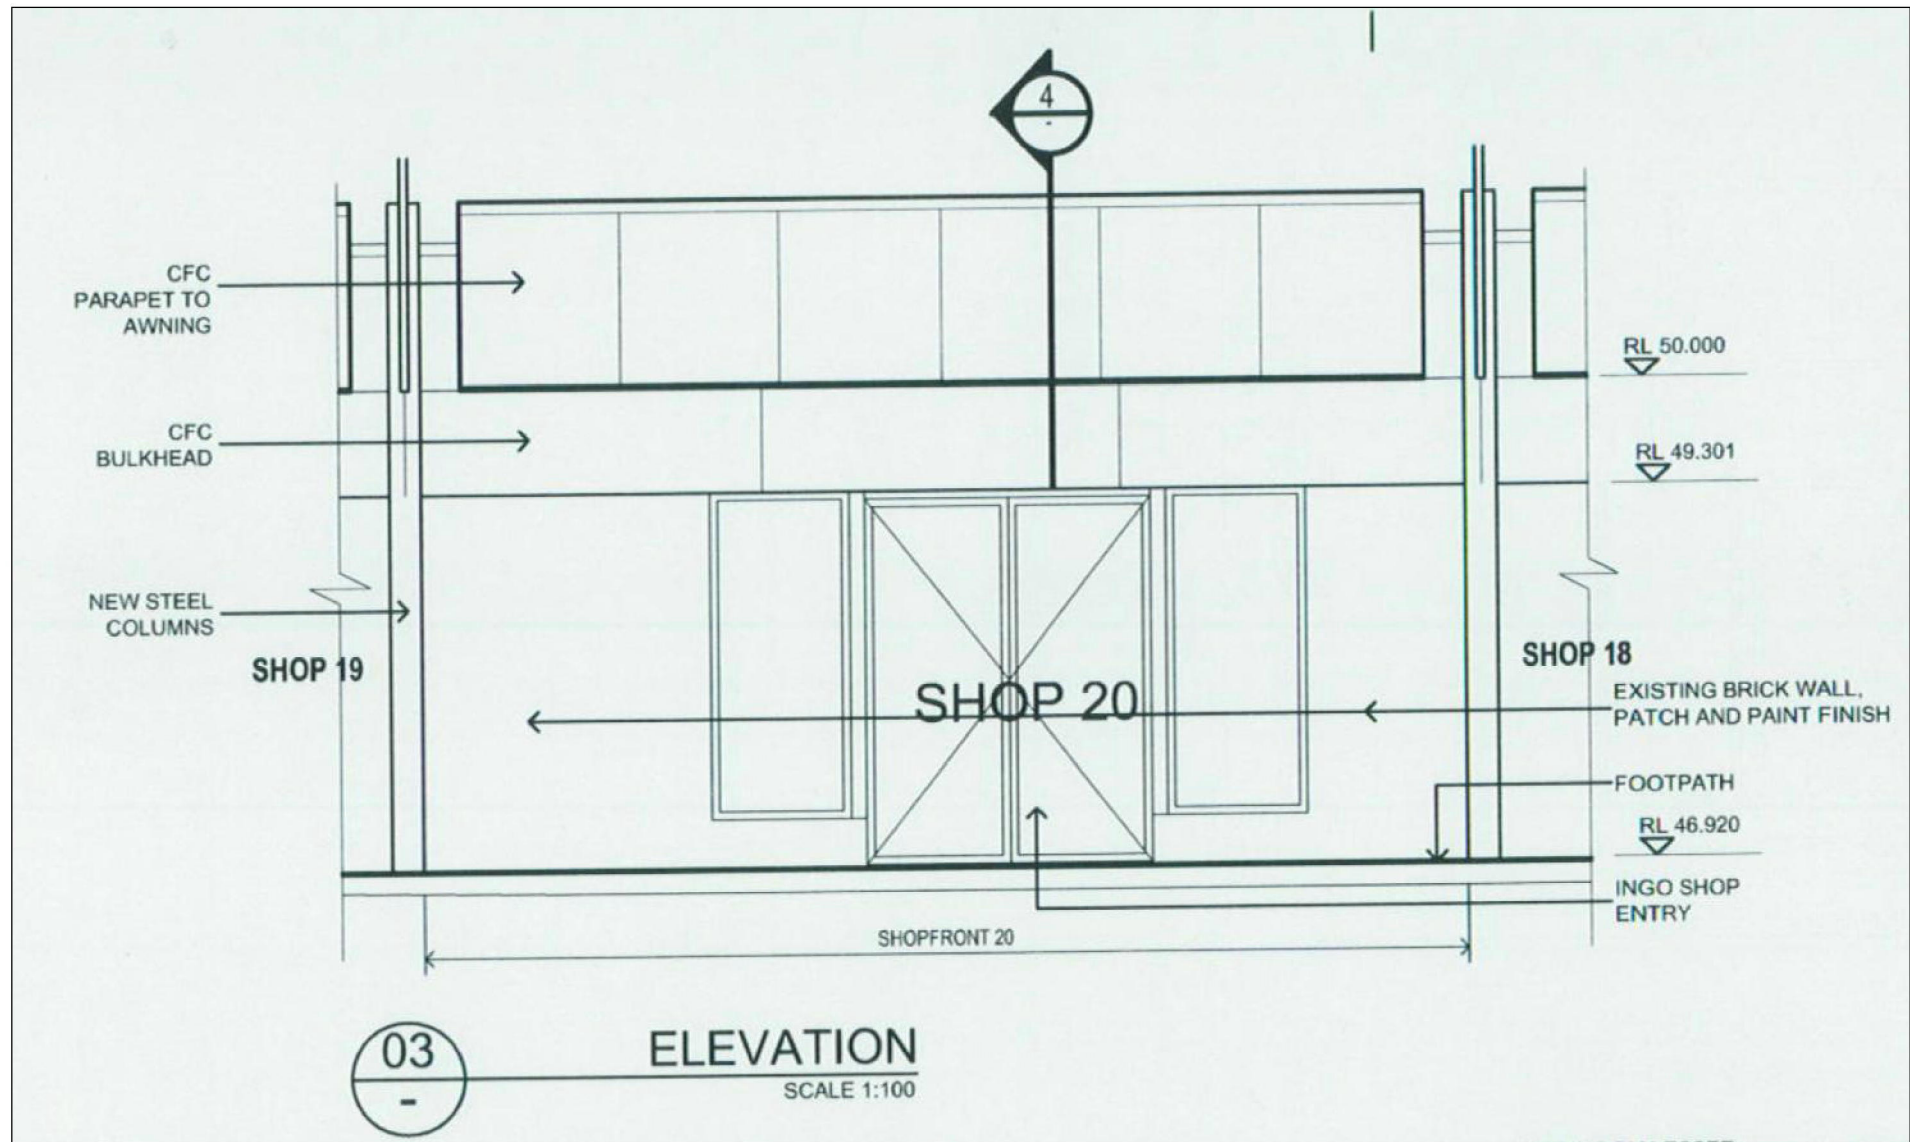 4
-
CFC
PARAPET TO
AWNING
RL 50.000
CFC
BULKHEAD
RL 49.301
NEW STEEL
COLUMNS
SHOP 19
SHOP 20
SHOP 18
EXISTING BRICK WALL,
PATCH AND PAINT FINISH
FOOTPATH
RL 46.920
INGO SHOP
ENTRY
SHOPFRONT 20
03
-
ELEVATION
SCALE 1:100